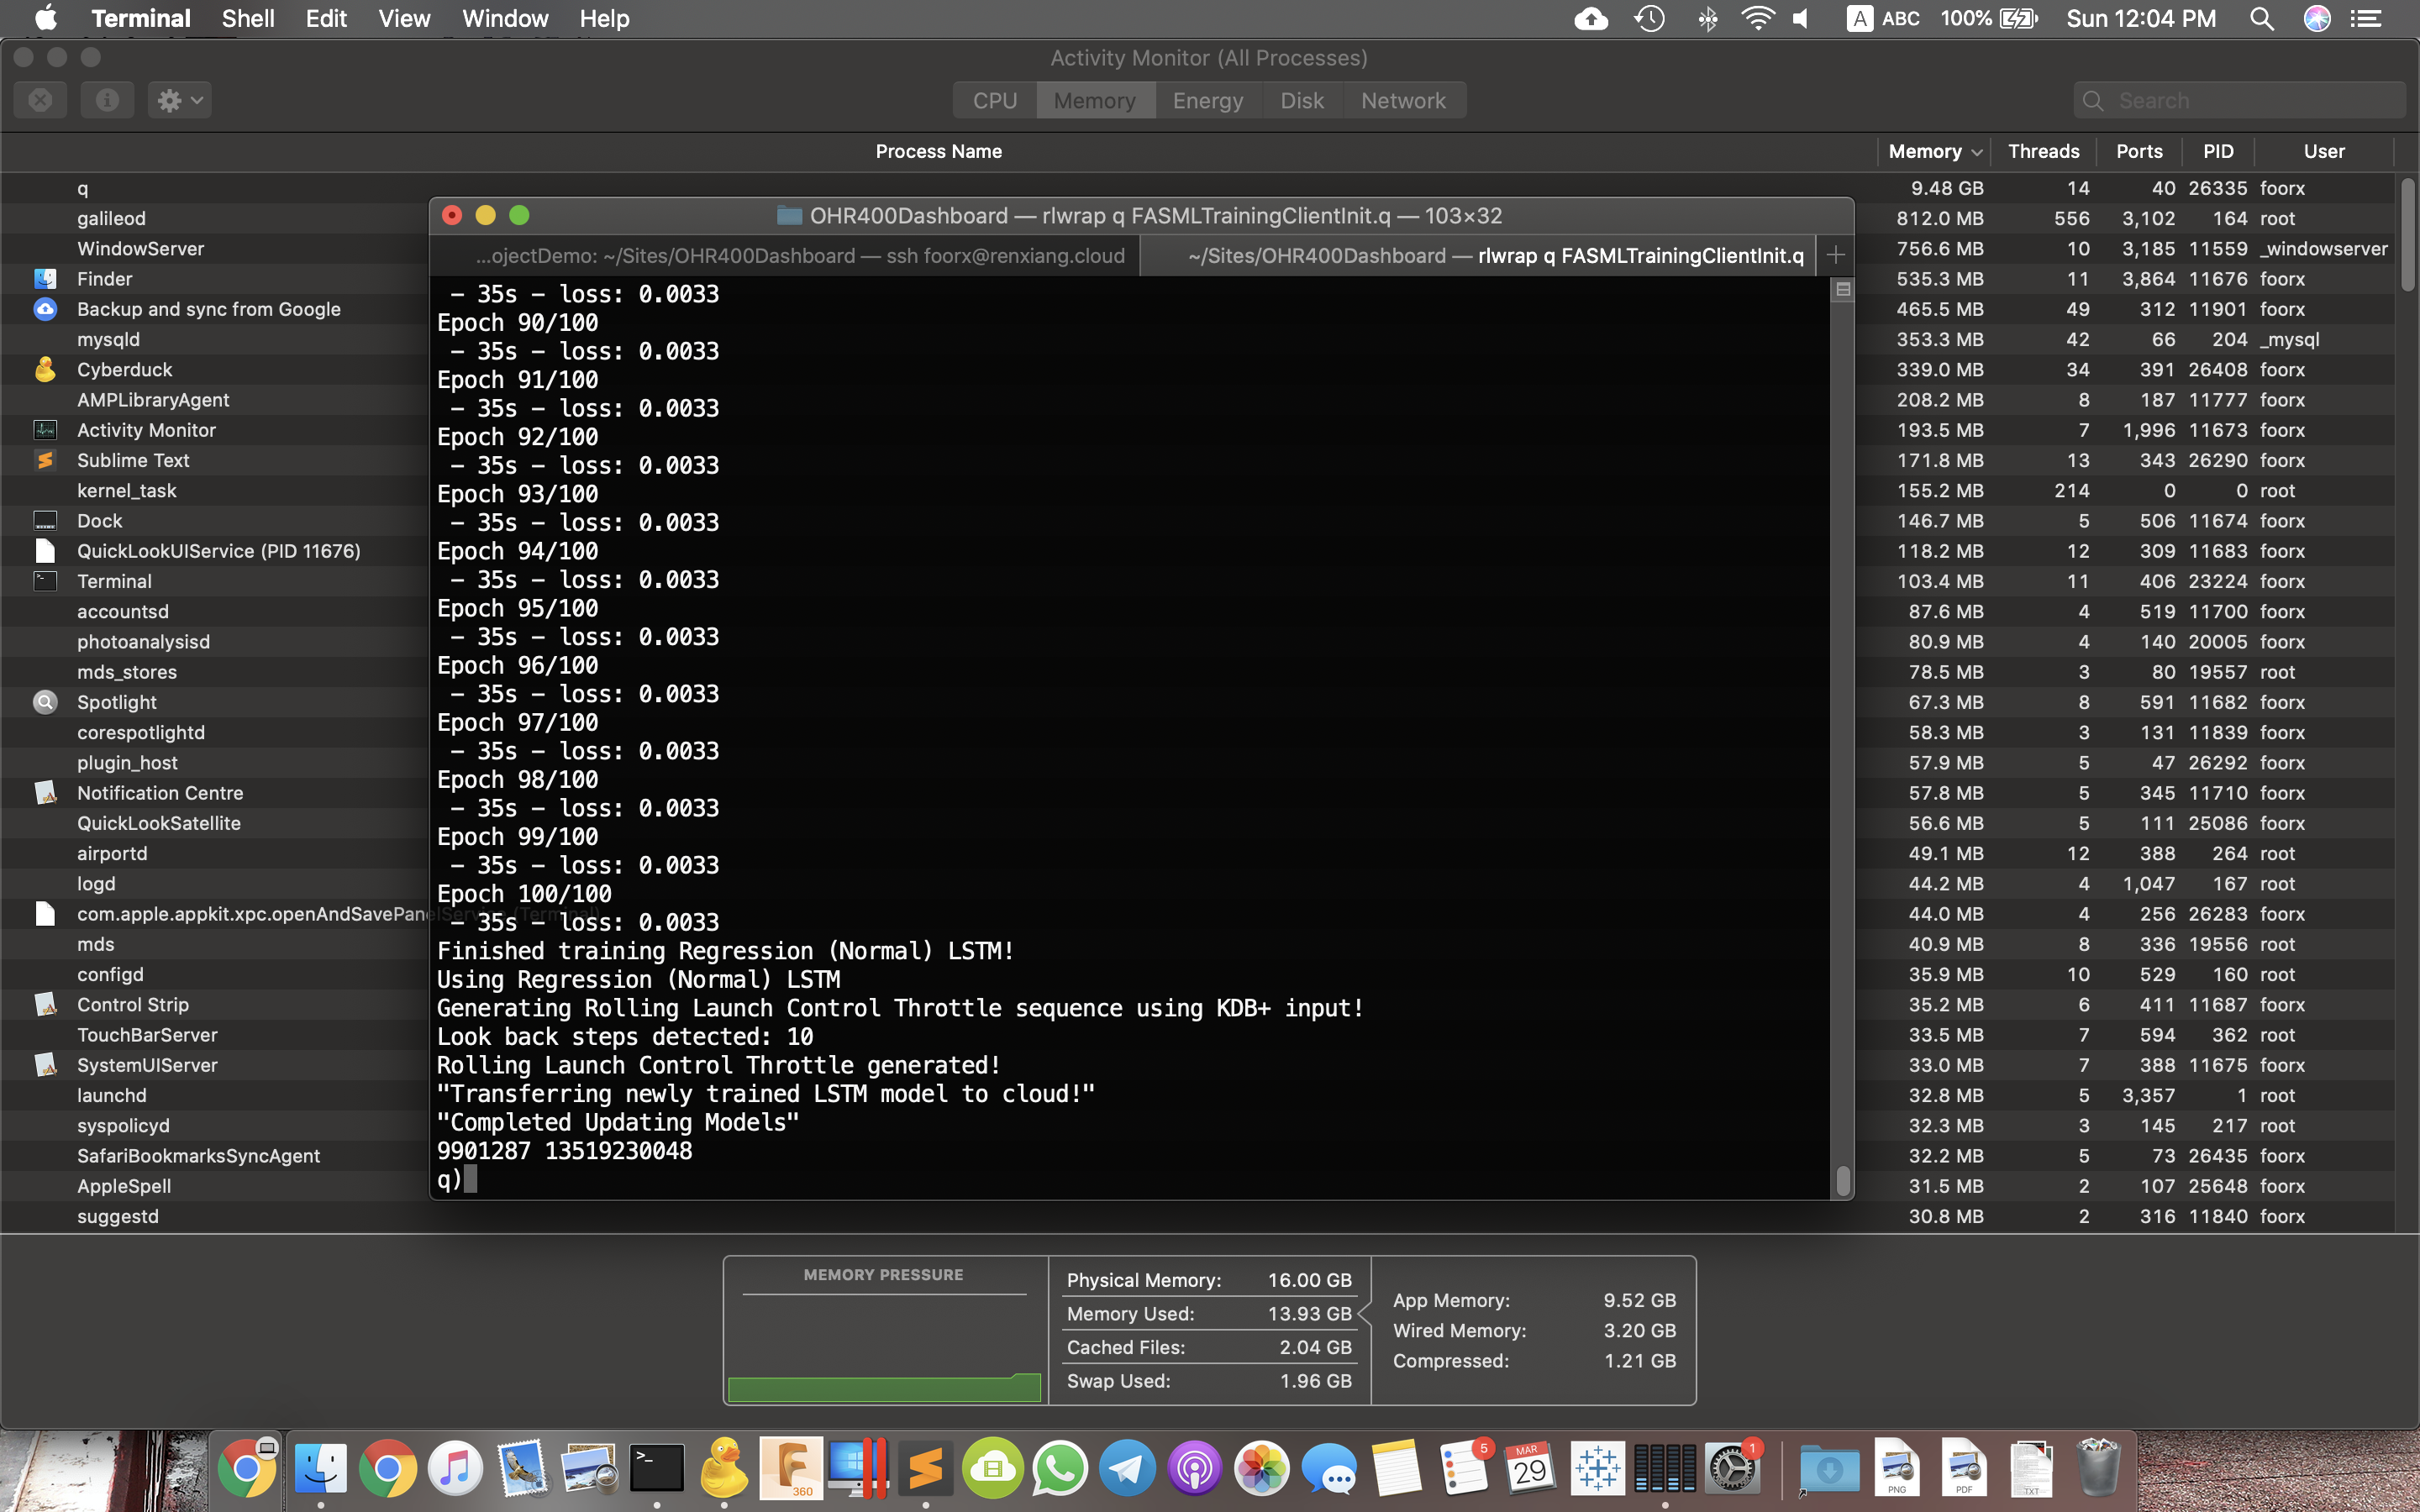 Terminal Shell Edit View Window Help A ABC 100% Sun 12:04 PM
Activity Monitor (All Processes)
CPU Memory Energy Disk Network Search
Process Name Memory Threads Ports PID User
q 9.48 GB 14 40 26335 foorx
galileod 812.0 MB 556 3,102 164 root
WindowServer 756.6 MB 10 3,185 11559 _windowserver
Finder 535.3 MB 11 3,864 11676 foorx
Backup and sync from Google 465.5 MB 49 312 11901 foorx
mysqld 353.3 MB 42 66 204 _mysql
Cyberduck 339.0 MB 34 391 26408 foorx
AMPLibraryAgent 208.2 MB 8 187 11777 foorx
Activity Monitor 193.5 MB 7 1,996 11673 foorx
Sublime Text 171.8 MB 13 343 26290 foorx
kernel_task 155.2 MB 214 0 0 root
Dock 146.7 MB 5 506 11674 foorx
QuickLookUIService (PID 11676) 118.2 MB 12 309 11683 foorx
Terminal 103.4 MB 11 406 23224 foorx
accountsd 87.6 MB 4 519 11700 foorx
photoanalysisd 80.9 MB 4 140 20005 foorx
mds_stores 78.5 MB 3 80 19557 root
Spotlight 67.3 MB 8 591 11682 foorx
corespotlightd 58.3 MB 3 131 11839 foorx
plugin_host 57.9 MB 5 47 26292 foorx
Notification Centre 57.8 MB 5 345 11710 foorx
QuickLookSatellite 56.6 MB 5 111 25086 foorx
airportd 49.1 MB 12 388 264 root
logd 44.2 MB 4 1,047 167 root
com.apple.appkit.xpc.openAndSavePanelService (Terminal) 44.0 MB 4 256 26283 foorx
mds 40.9 MB 8 336 19556 root
configd 35.9 MB 10 529 160 root
Control Strip 35.2 MB 6 411 11687 foorx
TouchBarServer 33.5 MB 7 594 362 root
SystemUIServer 33.0 MB 7 388 11675 foorx
launchd 32.8 MB 5 3,357 1 root
syspolicyd 32.3 MB 3 145 217 root
SafariBookmarksSyncAgent 32.2 MB 5 73 26435 foorx
AppleSpell 31.5 MB 2 107 25648 foorx
suggestd 30.8 MB 2 316 11840 foorx
OHR400Dashboard — rlwrap q FASMLTrainingClientInit.q — 103×32
...ojectDemo: ~/Sites/OHR400Dashboard — ssh foorx@renxiang.cloud ~/Sites/OHR400Dashboard — rlwrap q FASMLTrainingClientInit.q
- 35s - loss: 0.0033
Epoch 90/100
- 35s - loss: 0.0033
Epoch 91/100
- 35s - loss: 0.0033
Epoch 92/100
- 35s - loss: 0.0033
Epoch 93/100
- 35s - loss: 0.0033
Epoch 94/100
- 35s - loss: 0.0033
Epoch 95/100
- 35s - loss: 0.0033
Epoch 96/100
- 35s - loss: 0.0033
Epoch 97/100
- 35s - loss: 0.0033
Epoch 98/100
- 35s - loss: 0.0033
Epoch 99/100
- 35s - loss: 0.0033
Epoch 100/100
- 35s - loss: 0.0033
Finished training Regression (Normal) LSTM!
Using Regression (Normal) LSTM
Generating Rolling Launch Control Throttle sequence using KDB+ input!
Look back steps detected: 10
Rolling Launch Control Throttle generated!
"Transferring newly trained LSTM model to cloud!"
"Completed Updating Models"
9901287 13519230048
q)
MEMORY PRESSURE
Physical Memory: 16.00 GB
Memory Used: 13.93 GB
Cached Files: 2.04 GB
Swap Used: 1.96 GB
App Memory: 9.52 GB
Wired Memory: 3.20 GB
Compressed: 1.21 GB
360 5 MAR 29 1 PNG PDF TXT